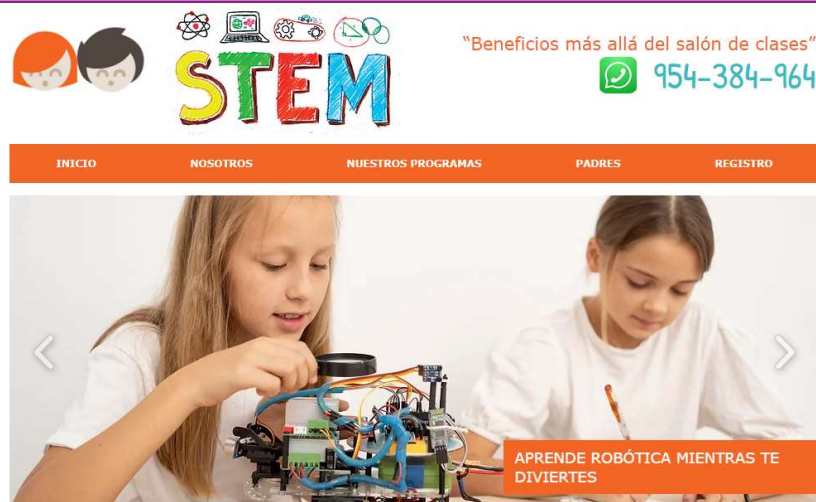 STEM
“Beneficios más allá del salón de clases”
954-384-964
INICIO NOSOTROS NUESTROS PROGRAMAS PADRES REGISTRO
APRENDE ROBÓTICA MIENTRAS TE
DIVIERTES